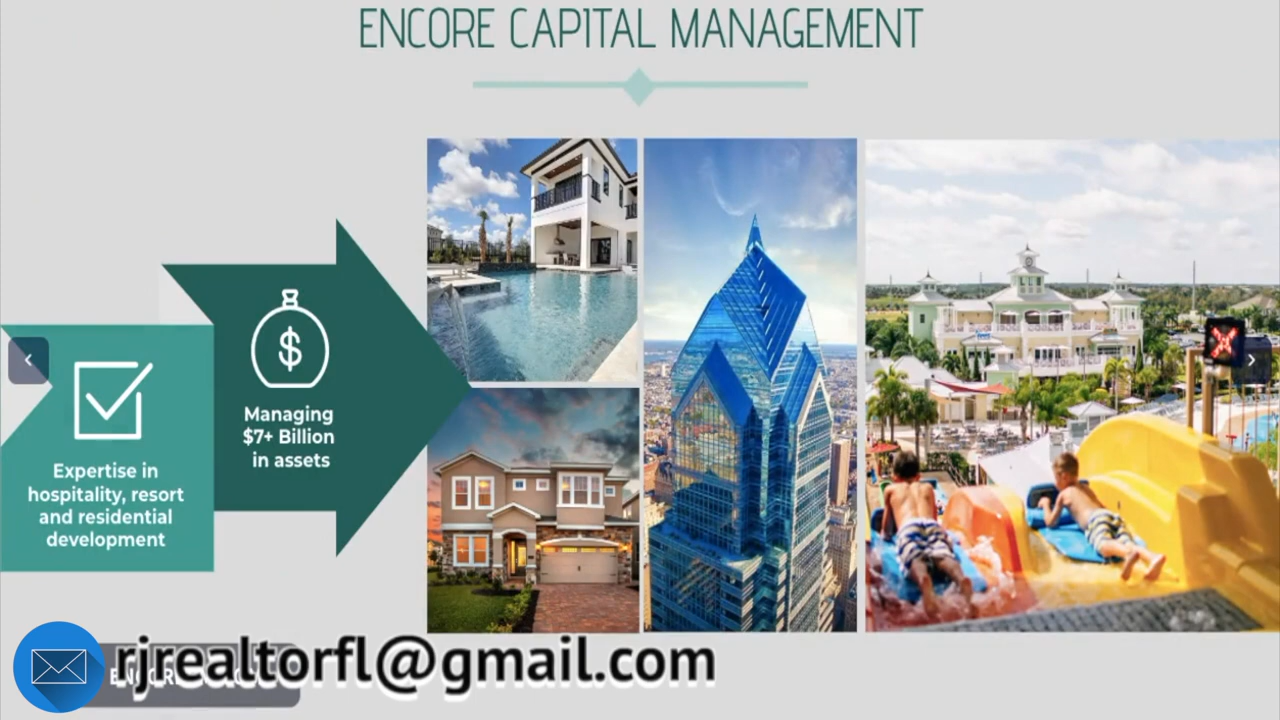 ENCORE CAPITAL MANAGEMENT
Managing
$7+ Billion
in assets
Expertise in
hospitality, resort
and residential
development
rjrealtorfl@gmail.com